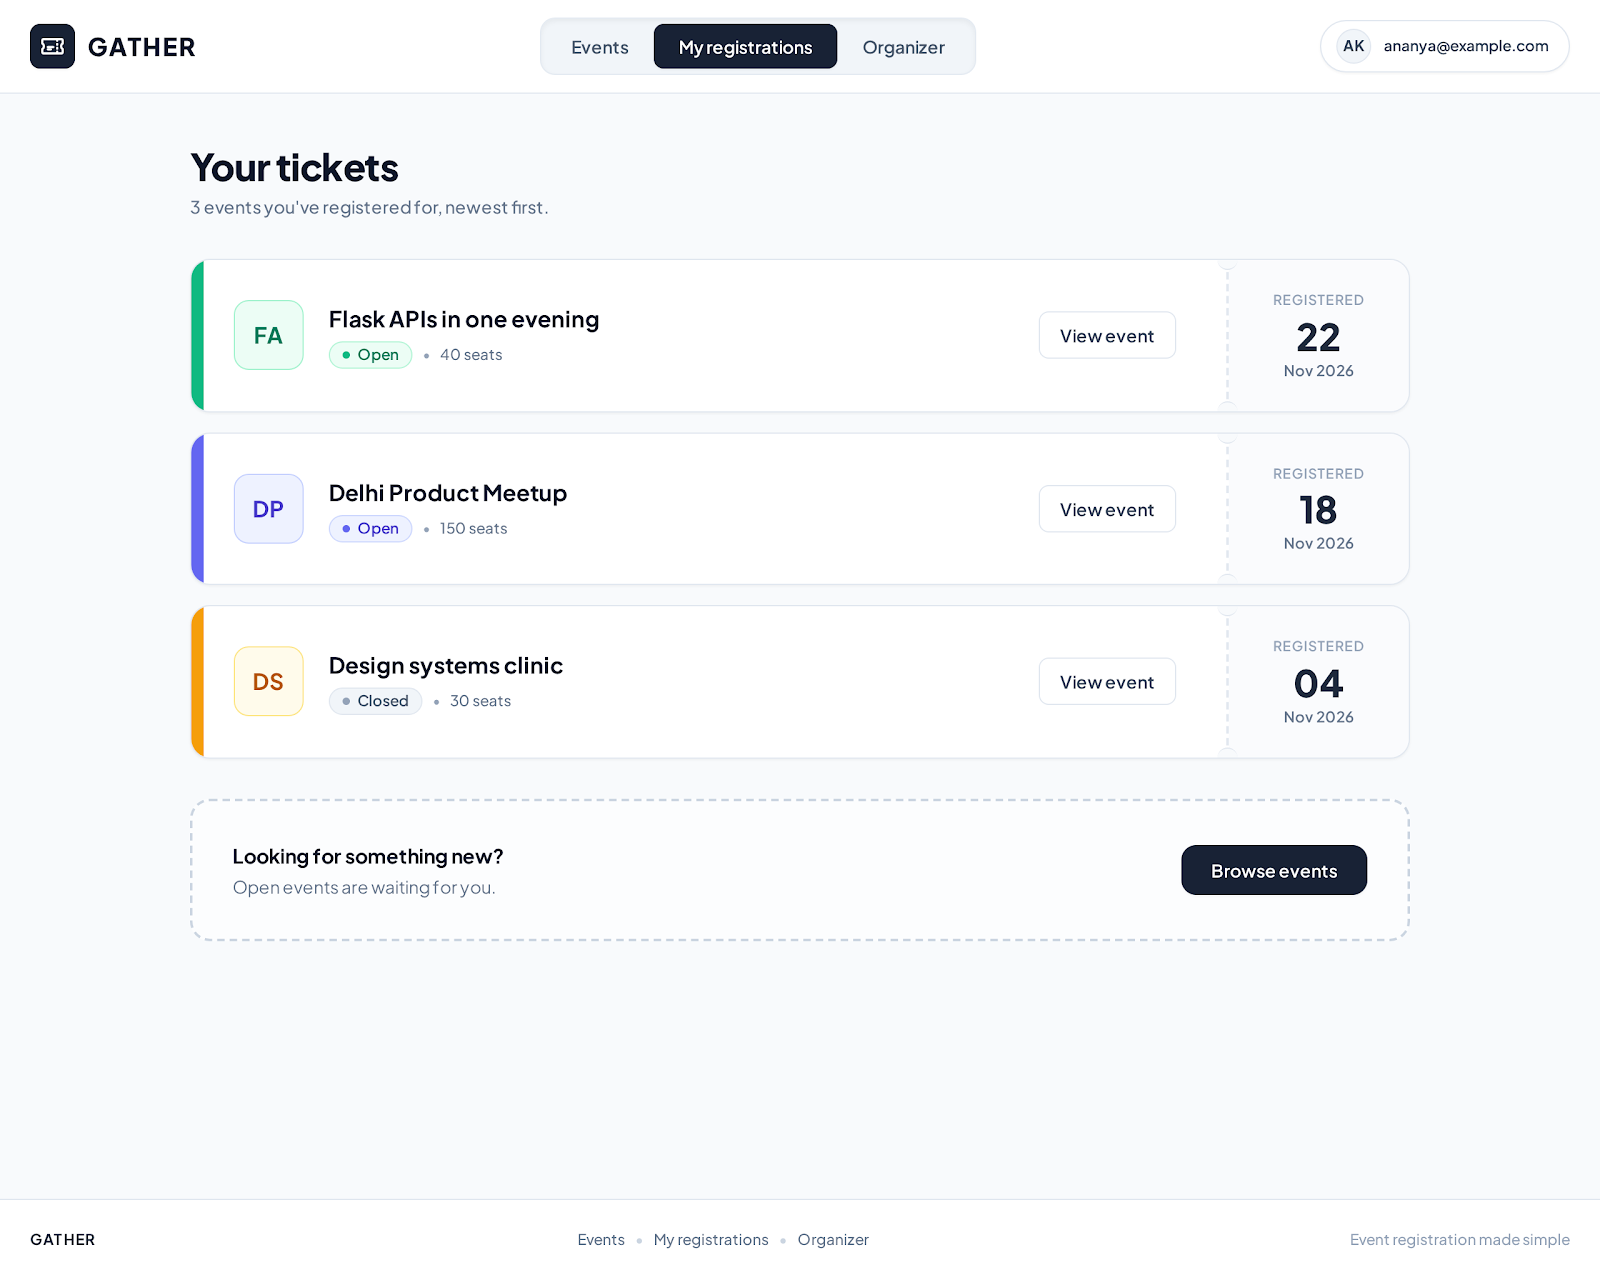 GATHER
Events
My registrations
Organizer
AK
ananya@example.com
Your tickets
3 events you've registered for, newest first.
FA
Flask APIs in one evening
Open • 40 seats
View event
REGISTERED
22
Nov 2026
DP
Delhi Product Meetup
Open • 150 seats
View event
REGISTERED
18
Nov 2026
DS
Design systems clinic
Closed • 30 seats
View event
REGISTERED
04
Nov 2026
Looking for something new?
Open events are waiting for you.
Browse events
GATHER
Events • My registrations • Organizer
Event registration made simple